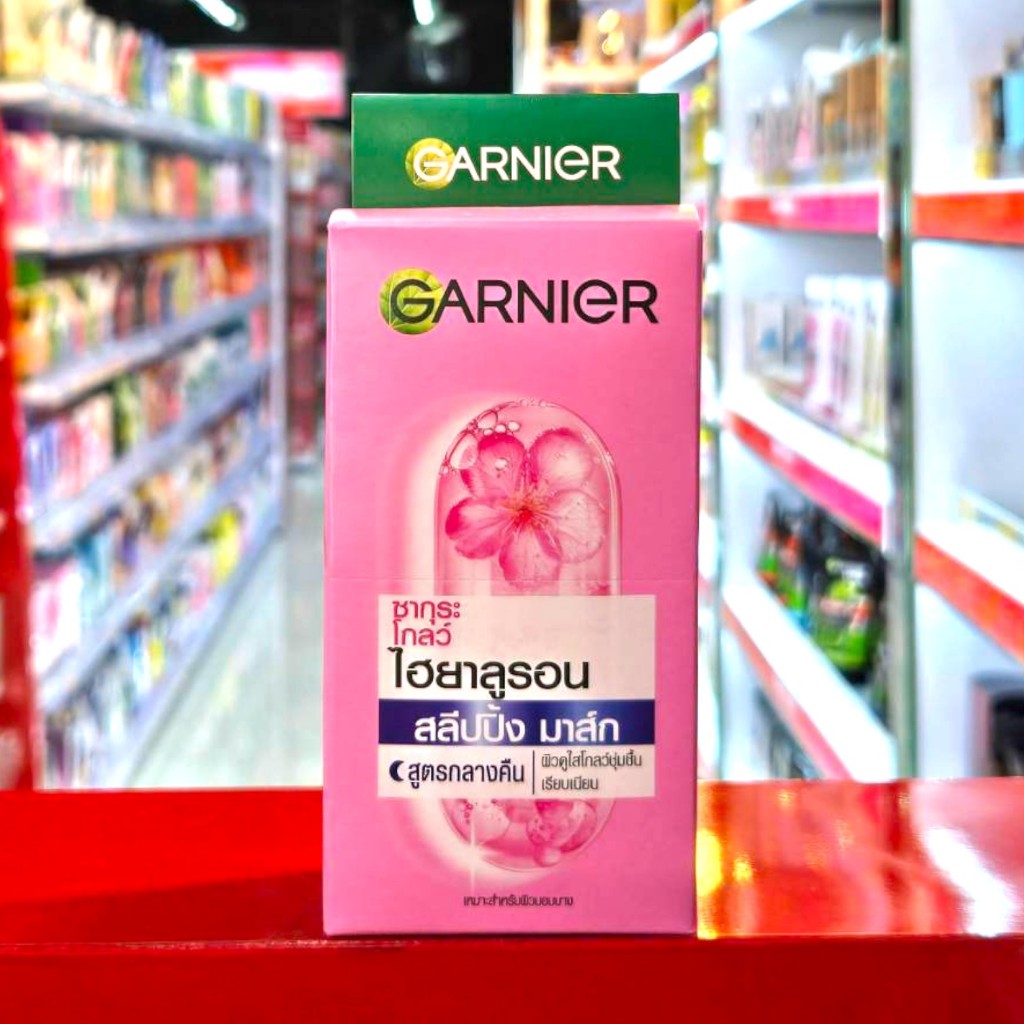 GARNIER
GARNIER
ซากุระ
โกลว์
ไฮยาลูรอน
สลีปปิ้ง มาส์ก
สูตรกลางคืน
ผิวดูใสโกลว์ชุ่มชื้น
เรียบเนียน
เหมาะสำหรับผิวบอบบาง